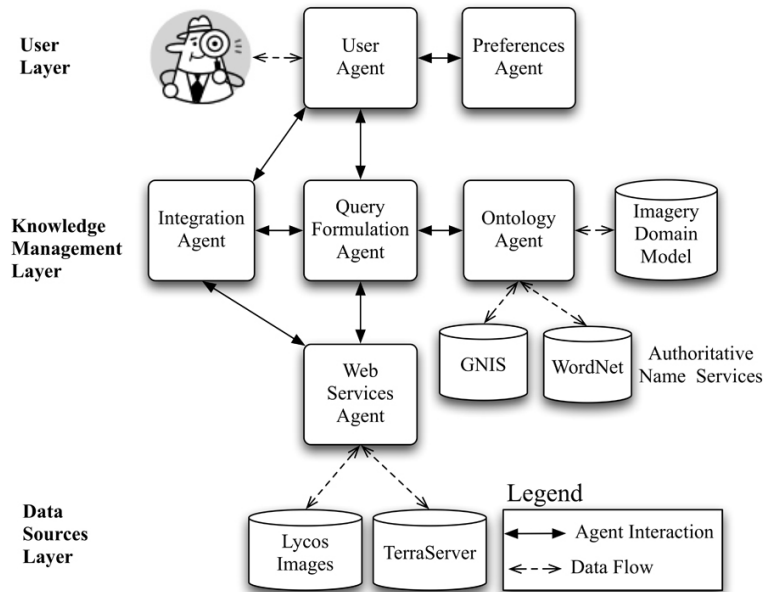 User
Layer
User
Agent
Preferences
Agent
Knowledge
Management
Layer
Integration
Agent
Query
Formulation
Agent
Ontology
Agent
Imagery
Domain
Model
GNIS
WordNet
Authoritative
Name Services
Web
Services
Agent
Data
Sources
Layer
Lycos
Images
TerraServer
Legend
Agent Interaction
Data Flow